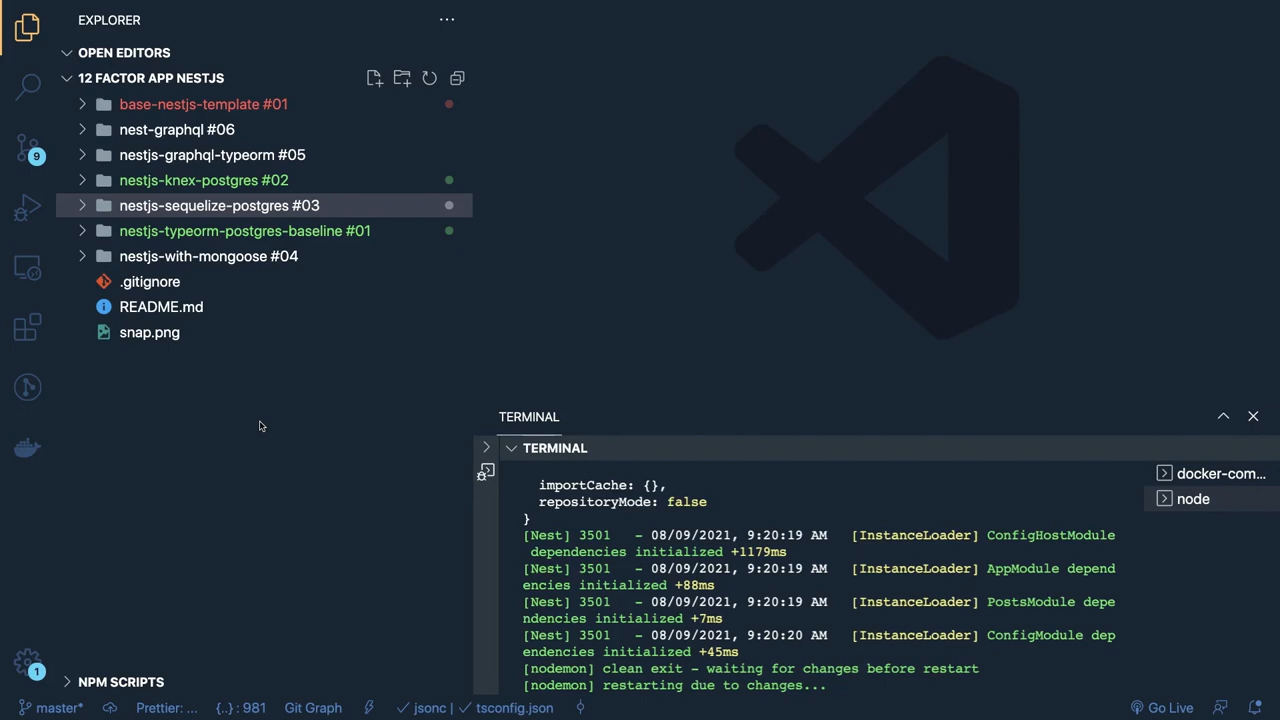 EXPLORER
OPEN EDITORS
12 FACTOR APP NESTJS
base-nestjs-template #01
nest-graphql #06
nestjs-graphql-typeorm #05
nestjs-knex-postgres #02
nestjs-sequelize-postgres #03
nestjs-typeorm-postgres-baseline #01
nestjs-with-mongoose #04
.gitignore
README.md
snap.png
9
1
NPM SCRIPTS
TERMINAL
TERMINAL
docker-com...
node
importCache: {},
repositoryMode: false
}
[Nest] 3501   - 08/09/2021, 9:20:19 AM   [InstanceLoader] ConfigHostModule
dependencies initialized +1179ms
[Nest] 3501   - 08/09/2021, 9:20:19 AM   [InstanceLoader] AppModule depend
encies initialized +88ms
[Nest] 3501   - 08/09/2021, 9:20:19 AM   [InstanceLoader] PostsModule depe
ndencies initialized +7ms
[Nest] 3501   - 08/09/2021, 9:20:20 AM   [InstanceLoader] ConfigModule dep
endencies initialized +45ms
[nodemon] clean exit - waiting for changes before restart
[nodemon] restarting due to changes...
master* Prettier: ... {..} : 981 Git Graph jsonc | tsconfig.json Go Live